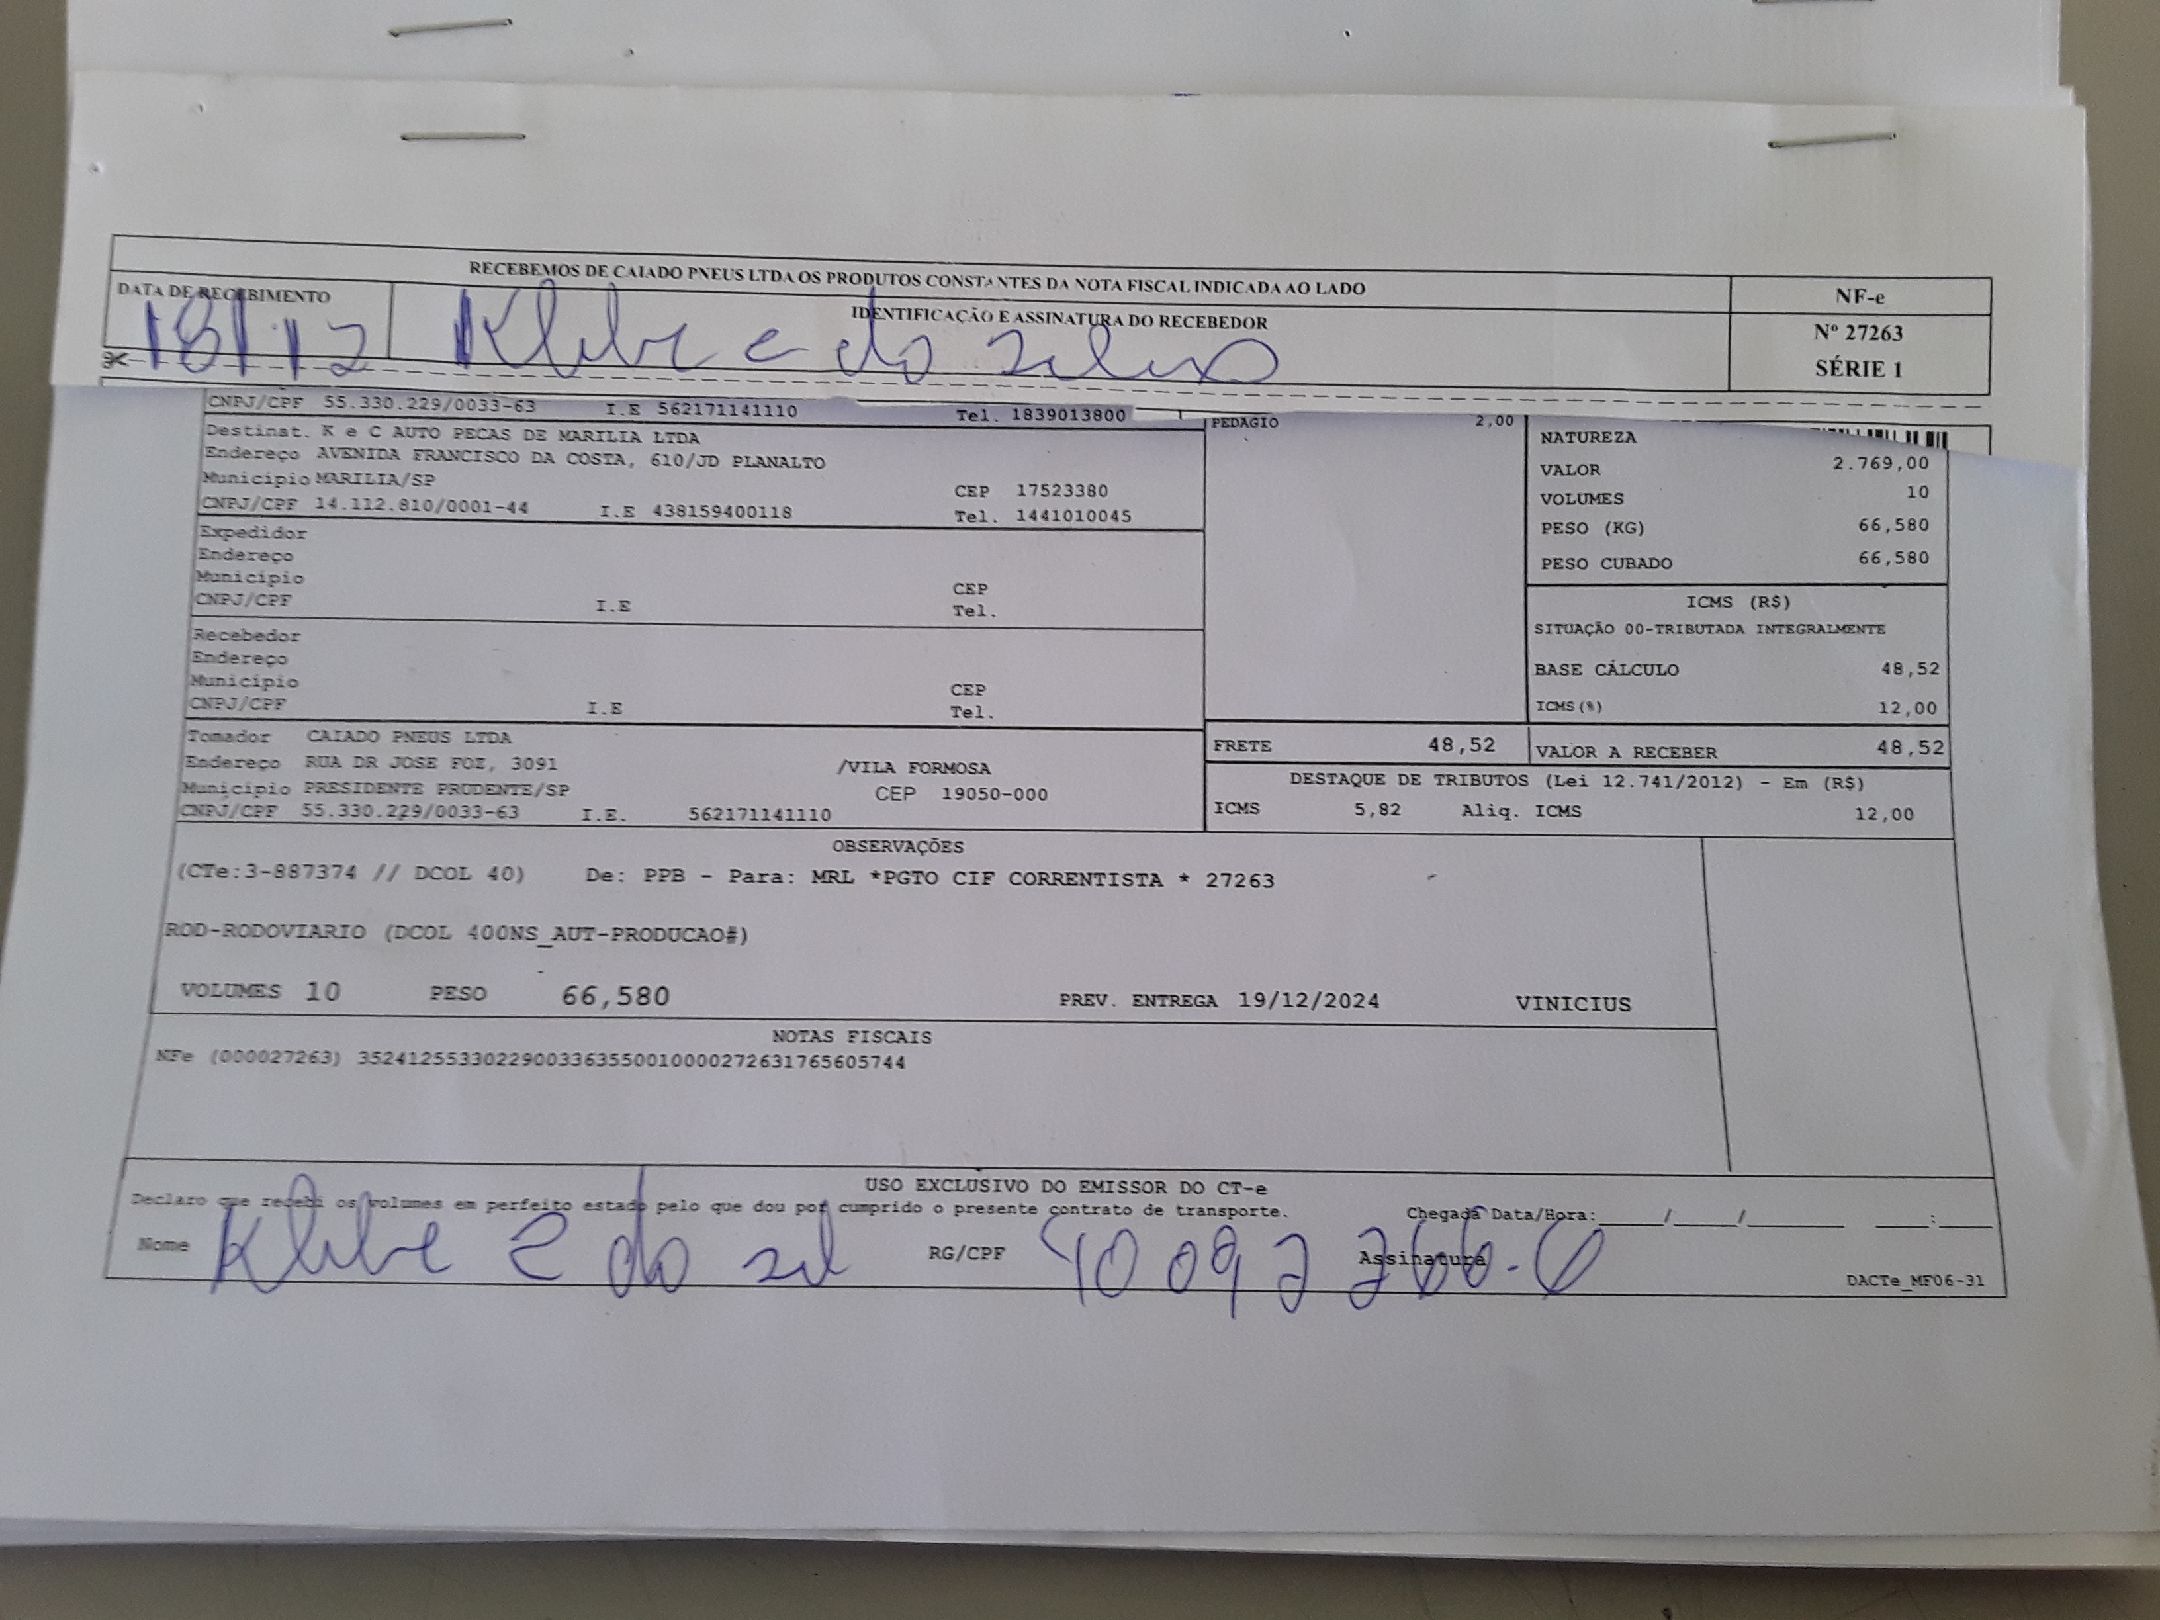 RECEBEMOS DE CAIADO PNEUS LTDA OS PRODUTOS CONSTANTES DA NOTA FISCAL INDICADA AO LADO
NF-e
DATA DE RECEBIMENTO
IDENTIFICAÇÃO E ASSINATURA DO RECEBEDOR
Nº 27263
SÉRIE 1
18/12
CNPJ/CPF 55.330.229/0033-63 I.E 562171141110 Tel. 1839013800
PEDAGIO 2,00
Destinat. K e C AUTO PECAS DE MARILIA LTDA
Endereço AVENIDA FRANCISCO DA COSTA, 610/JD PLANALTO
Município MARILIA/SP CEP 17523380
CNPJ/CPF 14.112.810/0001-44 I.E 438159400118 Tel. 1441010045
NATUREZA
VALOR 2.769,00
VOLUMES 10
PESO (KG) 66,580
PESO CUBADO 66,580
Expedidor
Endereço
Município CEP
CNPJ/CPF I.E Tel.
ICMS (R$)
SITUAÇÃO 00-TRIBUTADA INTEGRALMENTE
BASE CÁLCULO 48,52
ICMS(%) 12,00
Recebedor
Endereço
Município CEP
CNPJ/CPF I.E Tel.
FRETE 48,52 VALOR A RECEBER 48,52
Tomador CAIADO PNEUS LTDA
Endereço RUA DR JOSE FOZ, 3091 /VILA FORMOSA
Município PRESIDENTE PRUDENTE/SP CEP 19050-000
CNPJ/CPF 55.330.229/0033-63 I.E. 562171141110
DESTAQUE DE TRIBUTOS (Lei 12.741/2012) - Em (R$)
ICMS 5,82 Aliq. ICMS 12,00
OBSERVAÇÕES
(CTe:3-887374 // DCOL 40) De: PPB - Para: MRL *PGTO CIF CORRENTISTA * 27263
ROD-RODOVIARIO (DCOL 400NS_AUT-PRODUCAO#)
VOLUMES 10 PESO 66,580 PREV. ENTREGA 19/12/2024 VINICIUS
NOTAS FISCAIS
NFe (000027263) 35241255330229003363550010000272631765605744
USO EXCLUSIVO DO EMISSOR DO CT-e
Declaro que recebi os volumes em perfeito estado pelo que dou por cumprido o presente contrato de transporte. Chegada Data/Hora:____/____/______ ___:___
Nome RG/CPF Assinatura
DACTe_MF06-31